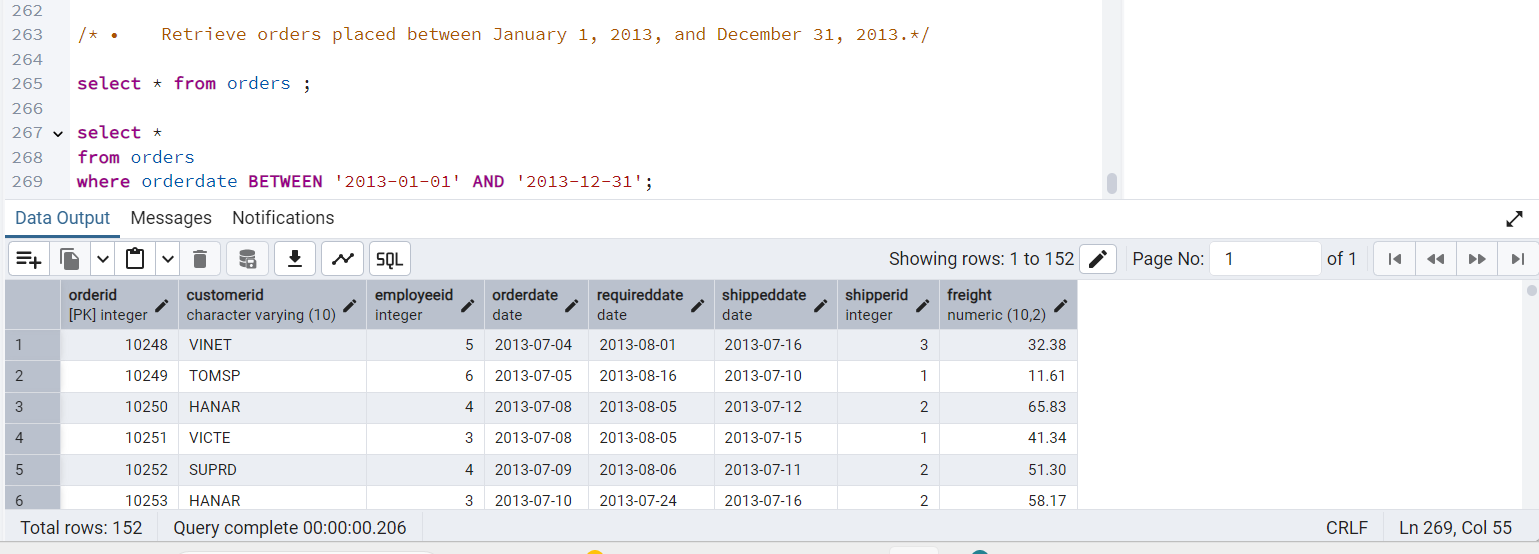 262
263 /* •    Retrieve orders placed between January 1, 2013, and December 31, 2013.*/
264
265 select * from orders ;
266
267 select *
268 from orders
269 where orderdate BETWEEN '2013-01-01' AND '2013-12-31';
Data Output Messages Notifications
SQL Showing rows: 1 to 152 Page No: 1 of 1
orderid customerid employeeid orderdate requireddate shippeddate shipperid freight
[PK] integer character varying (10) integer date date date integer numeric (10,2)
1 10248 VINET 5 2013-07-04 2013-08-01 2013-07-16 3 32.38
2 10249 TOMSP 6 2013-07-05 2013-08-16 2013-07-10 1 11.61
3 10250 HANAR 4 2013-07-08 2013-08-05 2013-07-12 2 65.83
4 10251 VICTE 3 2013-07-08 2013-08-05 2013-07-15 1 41.34
5 10252 SUPRD 4 2013-07-09 2013-08-06 2013-07-11 2 51.30
6 10253 HANAR 3 2013-07-10 2013-07-24 2013-07-16 2 58.17
Total rows: 152 Query complete 00:00:00.206 CRLF Ln 269, Col 55